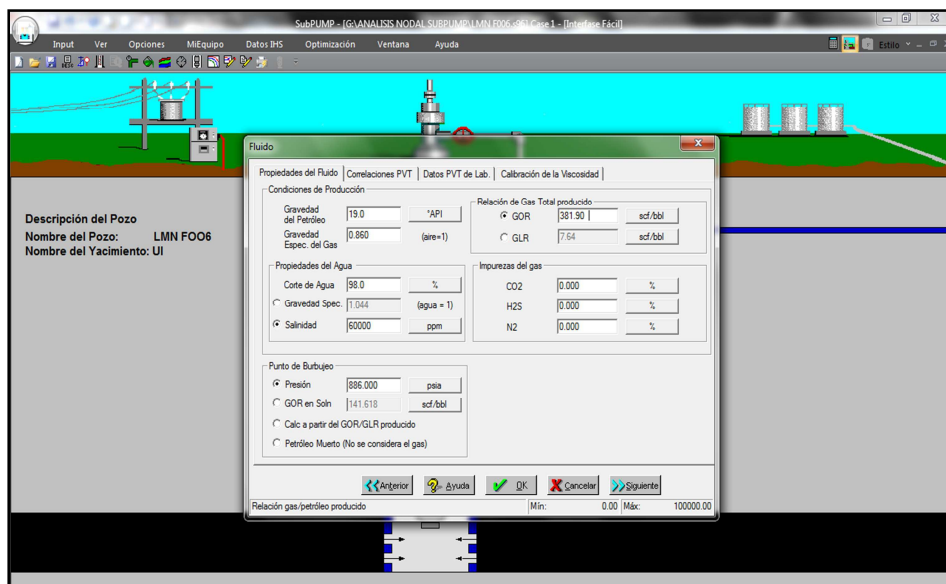 SubPUMP - [G:\ANALISIS NODAL SUBPUMP\LMN F006.s96] Case 1 - [Interfase Fácil]
Input Ver Opciones MiEquipo Datos IHS Optimización Ventana Ayuda
Estilo
Fluido
Propiedades del Fluido Correlaciones PVT Datos PVT de Lab. Calibración de la Viscosidad
Condiciones de Producción
Gravedad del Petróleo 19.0 °API
Gravedad Espec. del Gas 0.860 (aire=1)
Relación de Gas Total producido
GOR 381.90 scf/bbl
GLR 7.64 scf/bbl
Propiedades del Agua
Corte de Agua 98.0 %
Gravedad Spec. 1.044 (agua = 1)
Salinidad 60000 ppm
Impurezas del gas
CO2 0.000 %
H2S 0.000 %
N2 0.000 %
Punto de Burbujeo
Presión 886.000 psia
GOR en Soln 141.618 scf/bbl
Calc a partir del GOR/GLR producido
Petróleo Muerto (No se considera el gas)
Anterior Ayuda OK Cancelar Siguiente
Relación gas/petróleo producido Mín: 0.00 Máx: 100000.00
Descripción del Pozo
Nombre del Pozo: LMN FOO6
Nombre del Yacimiento: UI